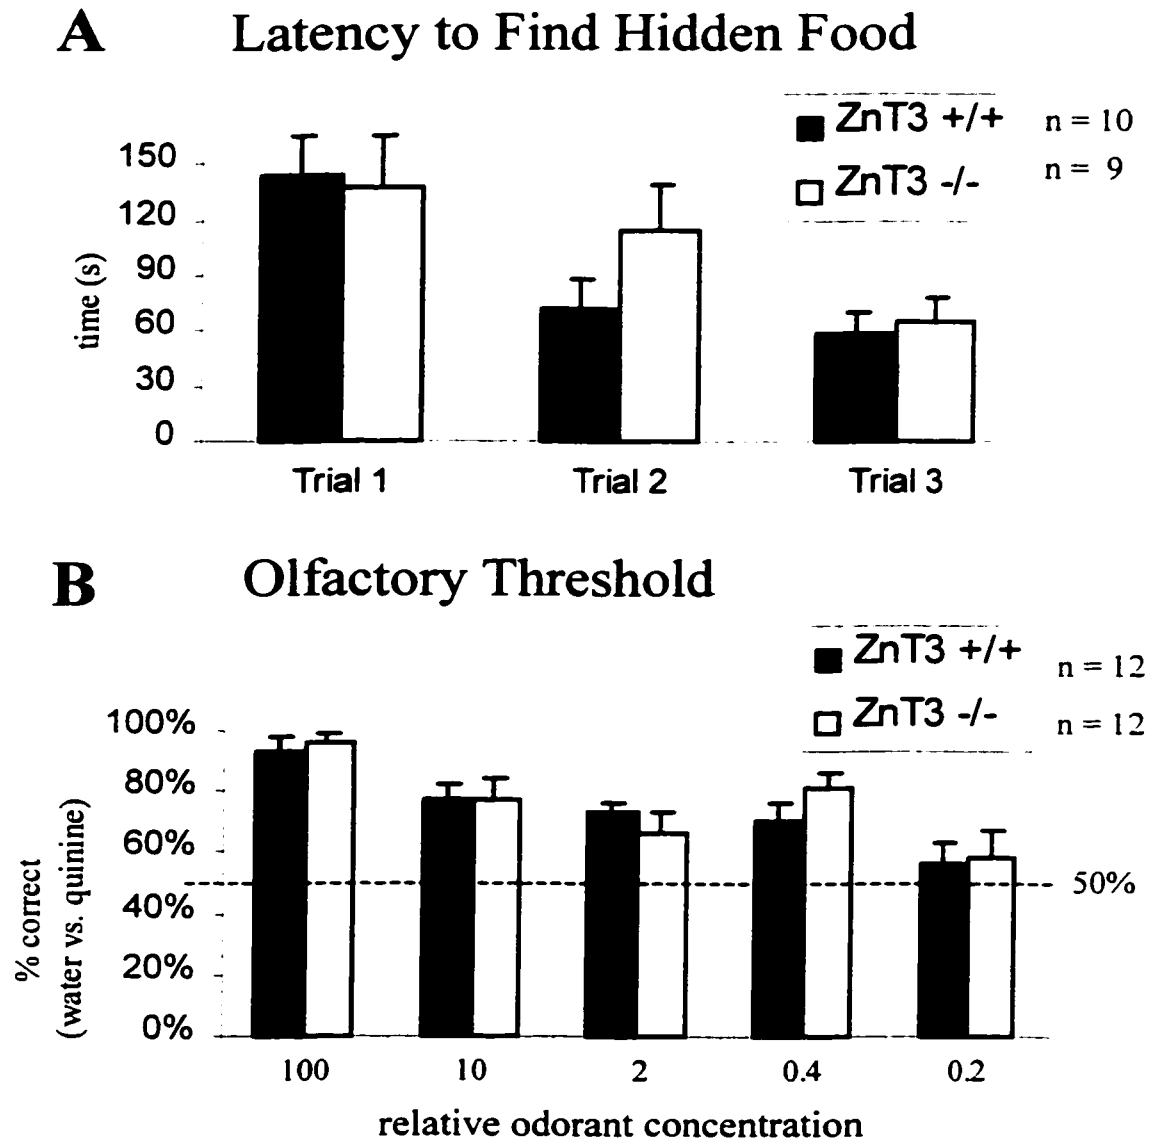 A Latency to Find Hidden Food
ZnT3 +/+ n = 10
ZnT3 -/- n = 9
time (s)
150
120
90
60
30
0
Trial 1 Trial 2 Trial 3
B Olfactory Threshold
ZnT3 +/+ n = 12
ZnT3 -/- n = 12
% correct
(water vs. quinine)
100%
80%
60%
40%
20%
0%
50%
100 10 2 0.4 0.2
relative odorant concentration